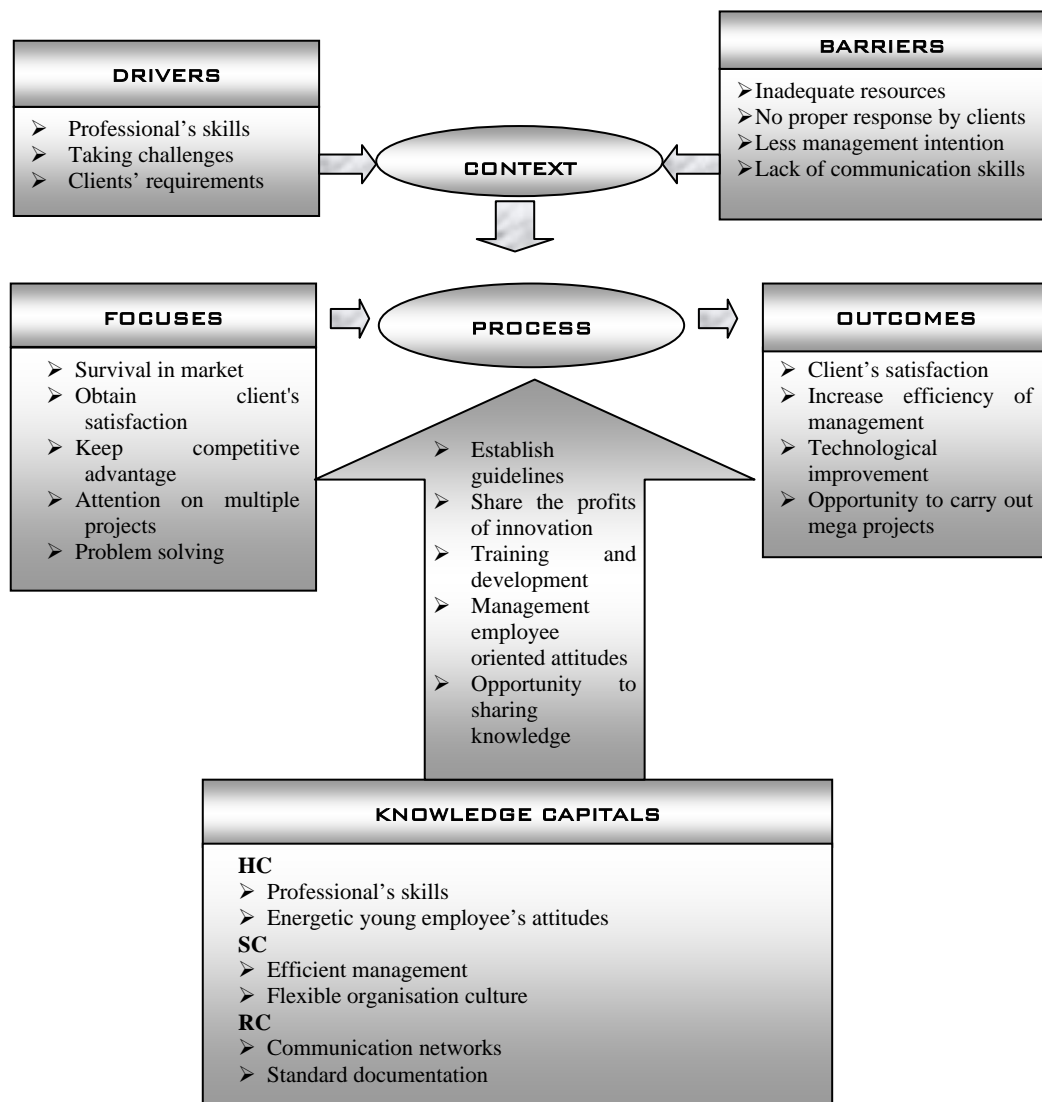 DRIVERS
➢ Professional's skills
➢ Taking challenges
➢ Clients' requirements
CONTEXT
BARRIERS
➢Inadequate resources
➢No proper response by clients
➢Less management intention
➢Lack of communication skills
FOCUSES
➢ Survival in market
➢ Obtain client's
satisfaction
➢ Keep competitive
advantage
➢ Attention on multiple
projects
➢ Problem solving
PROCESS
➢ Establish
guidelines
➢ Share the profits
of innovation
➢ Training and
development
➢ Management
employee
oriented attitudes
➢ Opportunity to
sharing
knowledge
OUTCOMES
➢ Client's satisfaction
➢ Increase efficiency of
management
➢ Technological
improvement
➢ Opportunity to carry out
mega projects
KNOWLEDGE CAPITALS
HC
➢ Professional's skills
➢ Energetic young employee's attitudes
SC
➢ Efficient management
➢ Flexible organisation culture
RC
➢ Communication networks
➢ Standard documentation